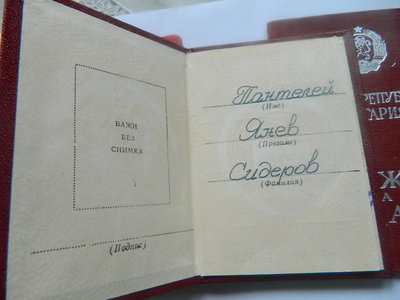 ВАЖИ
БЕЗ
СНИМКА
(Подпис)
Пантелей
(Име)
Янев
(Презиме)
Сидеров
(Фамилия)